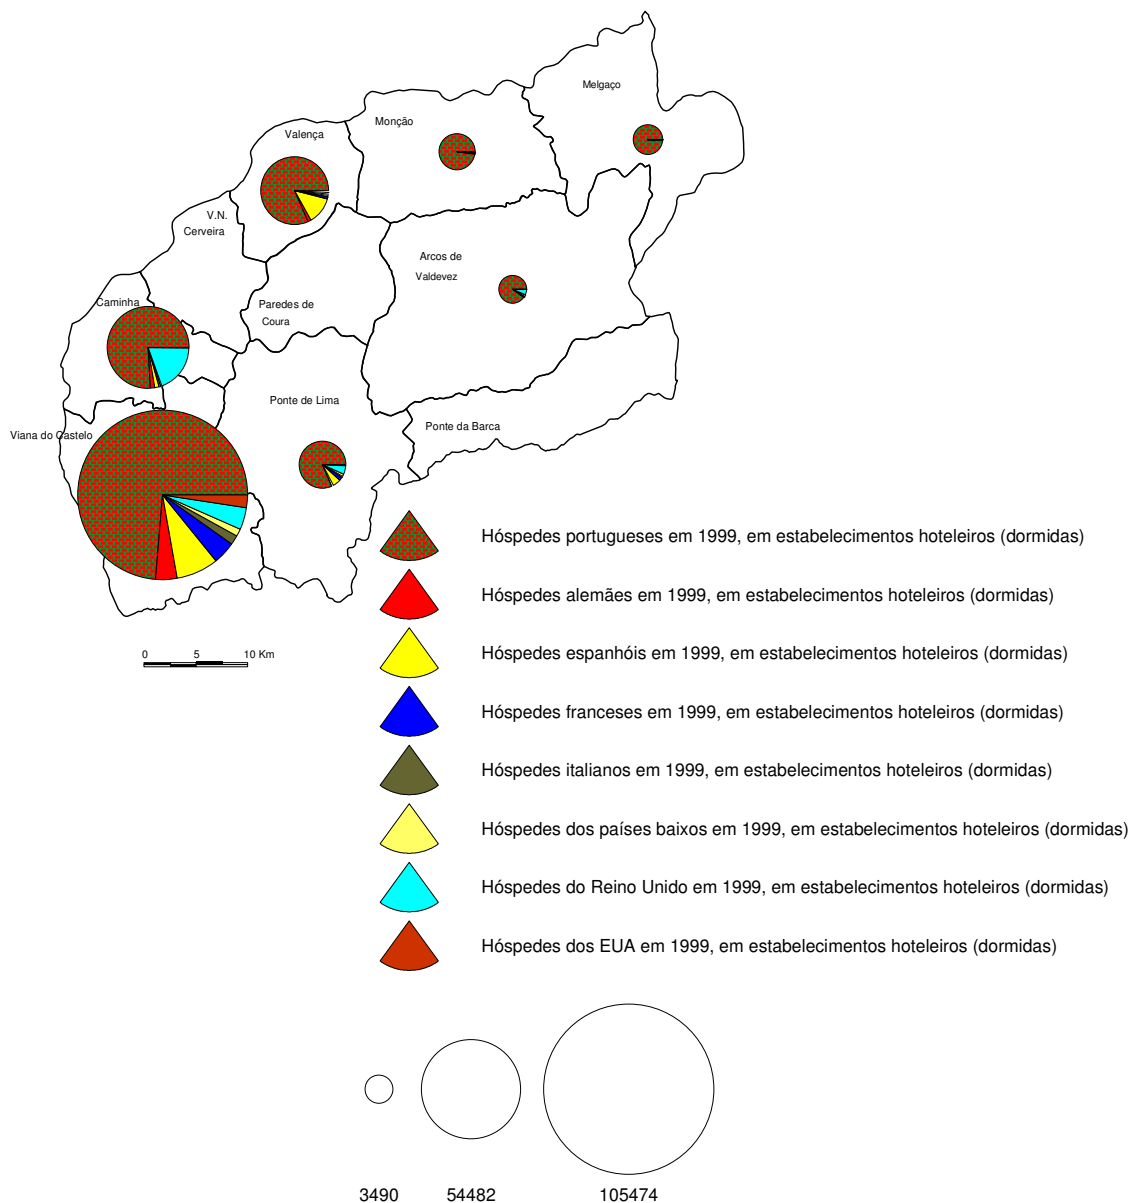 Melgaço
Monção
Valença
V.N.
Cerveira
Arcos de
Valdevez
Caminha
Paredes de
Coura
Ponte de Lima
Ponte da Barca
Viana do Castelo
0 5 10 Km
Hóspedes portugueses em 1999, em estabelecimentos hoteleiros (dormidas)
Hóspedes alemães em 1999, em estabelecimentos hoteleiros (dormidas)
Hóspedes espanhóis em 1999, em estabelecimentos hoteleiros (dormidas)
Hóspedes franceses em 1999, em estabelecimentos hoteleiros (dormidas)
Hóspedes italianos em 1999, em estabelecimentos hoteleiros (dormidas)
Hóspedes dos países baixos em 1999, em estabelecimentos hoteleiros (dormidas)
Hóspedes do Reino Unido em 1999, em estabelecimentos hoteleiros (dormidas)
Hóspedes dos EUA em 1999, em estabelecimentos hoteleiros (dormidas)
3490 54482 105474